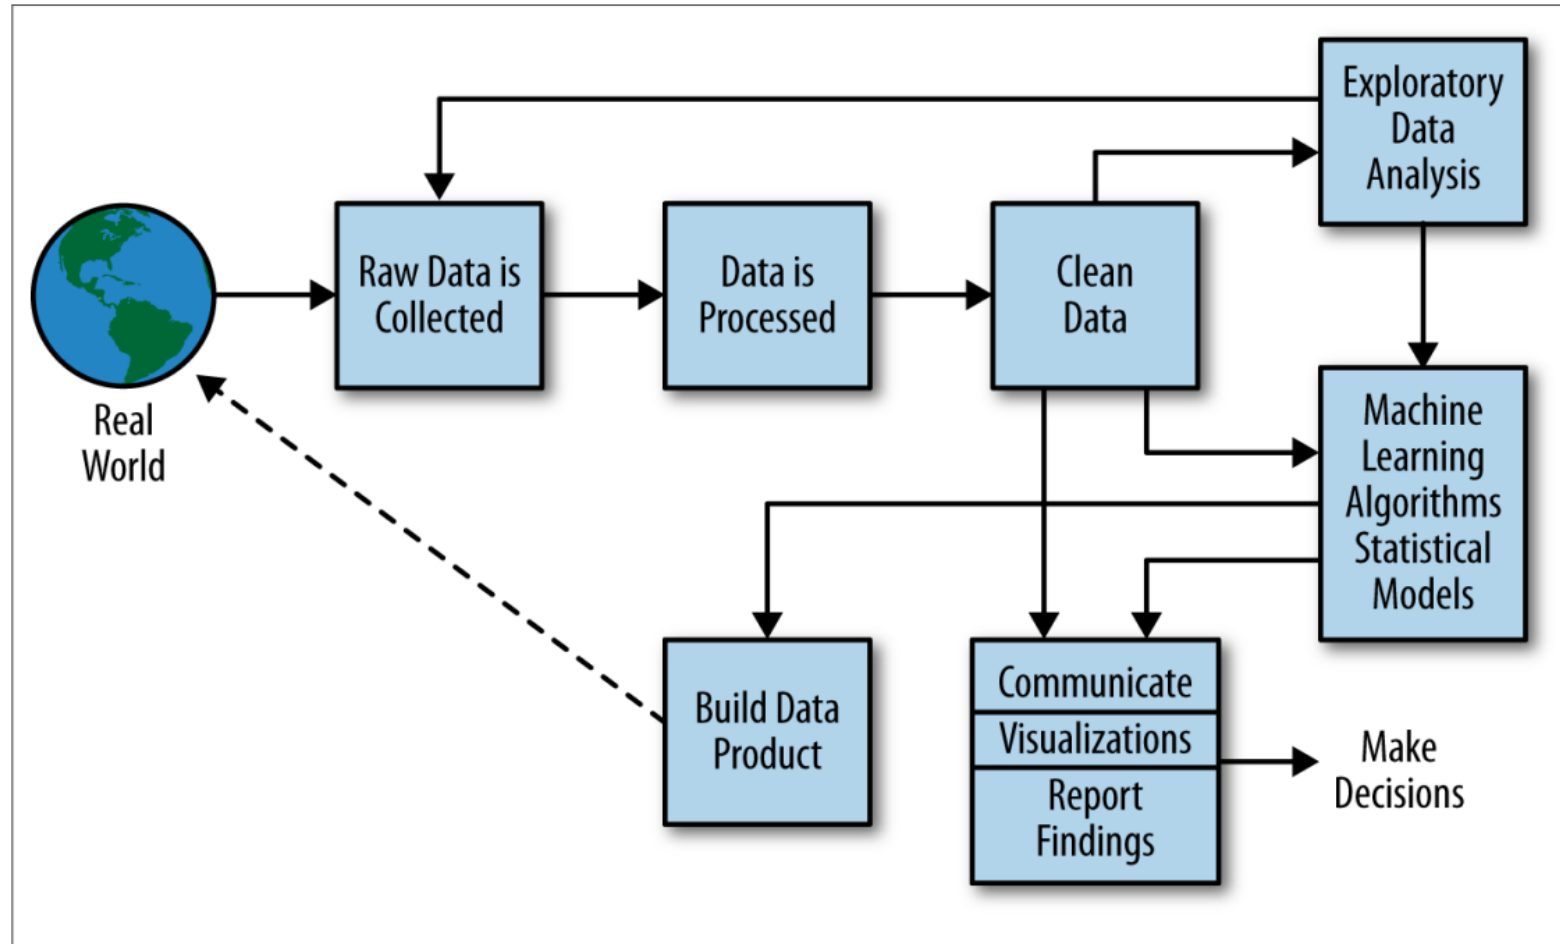 Exploratory
Data
Analysis
Raw Data is
Collected
Data is
Processed
Clean
Data
Real
World
Machine
Learning
Algorithms
Statistical
Models
Build Data
Product
Communicate
Visualizations
Report
Findings
Make
Decisions